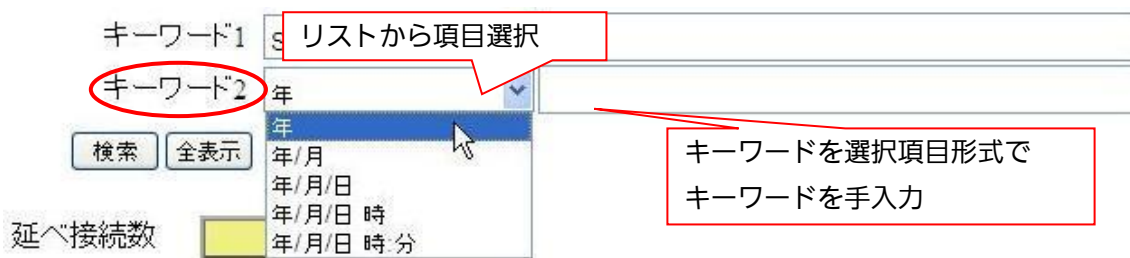 キーワード1 S
リストから項目選択
キーワード2 年
年
年/月
年/月/日
年/月/日 時
年/月/日 時:分
検索 全表示
キーワードを選択項目形式で
キーワードを手入力
延べ接続数